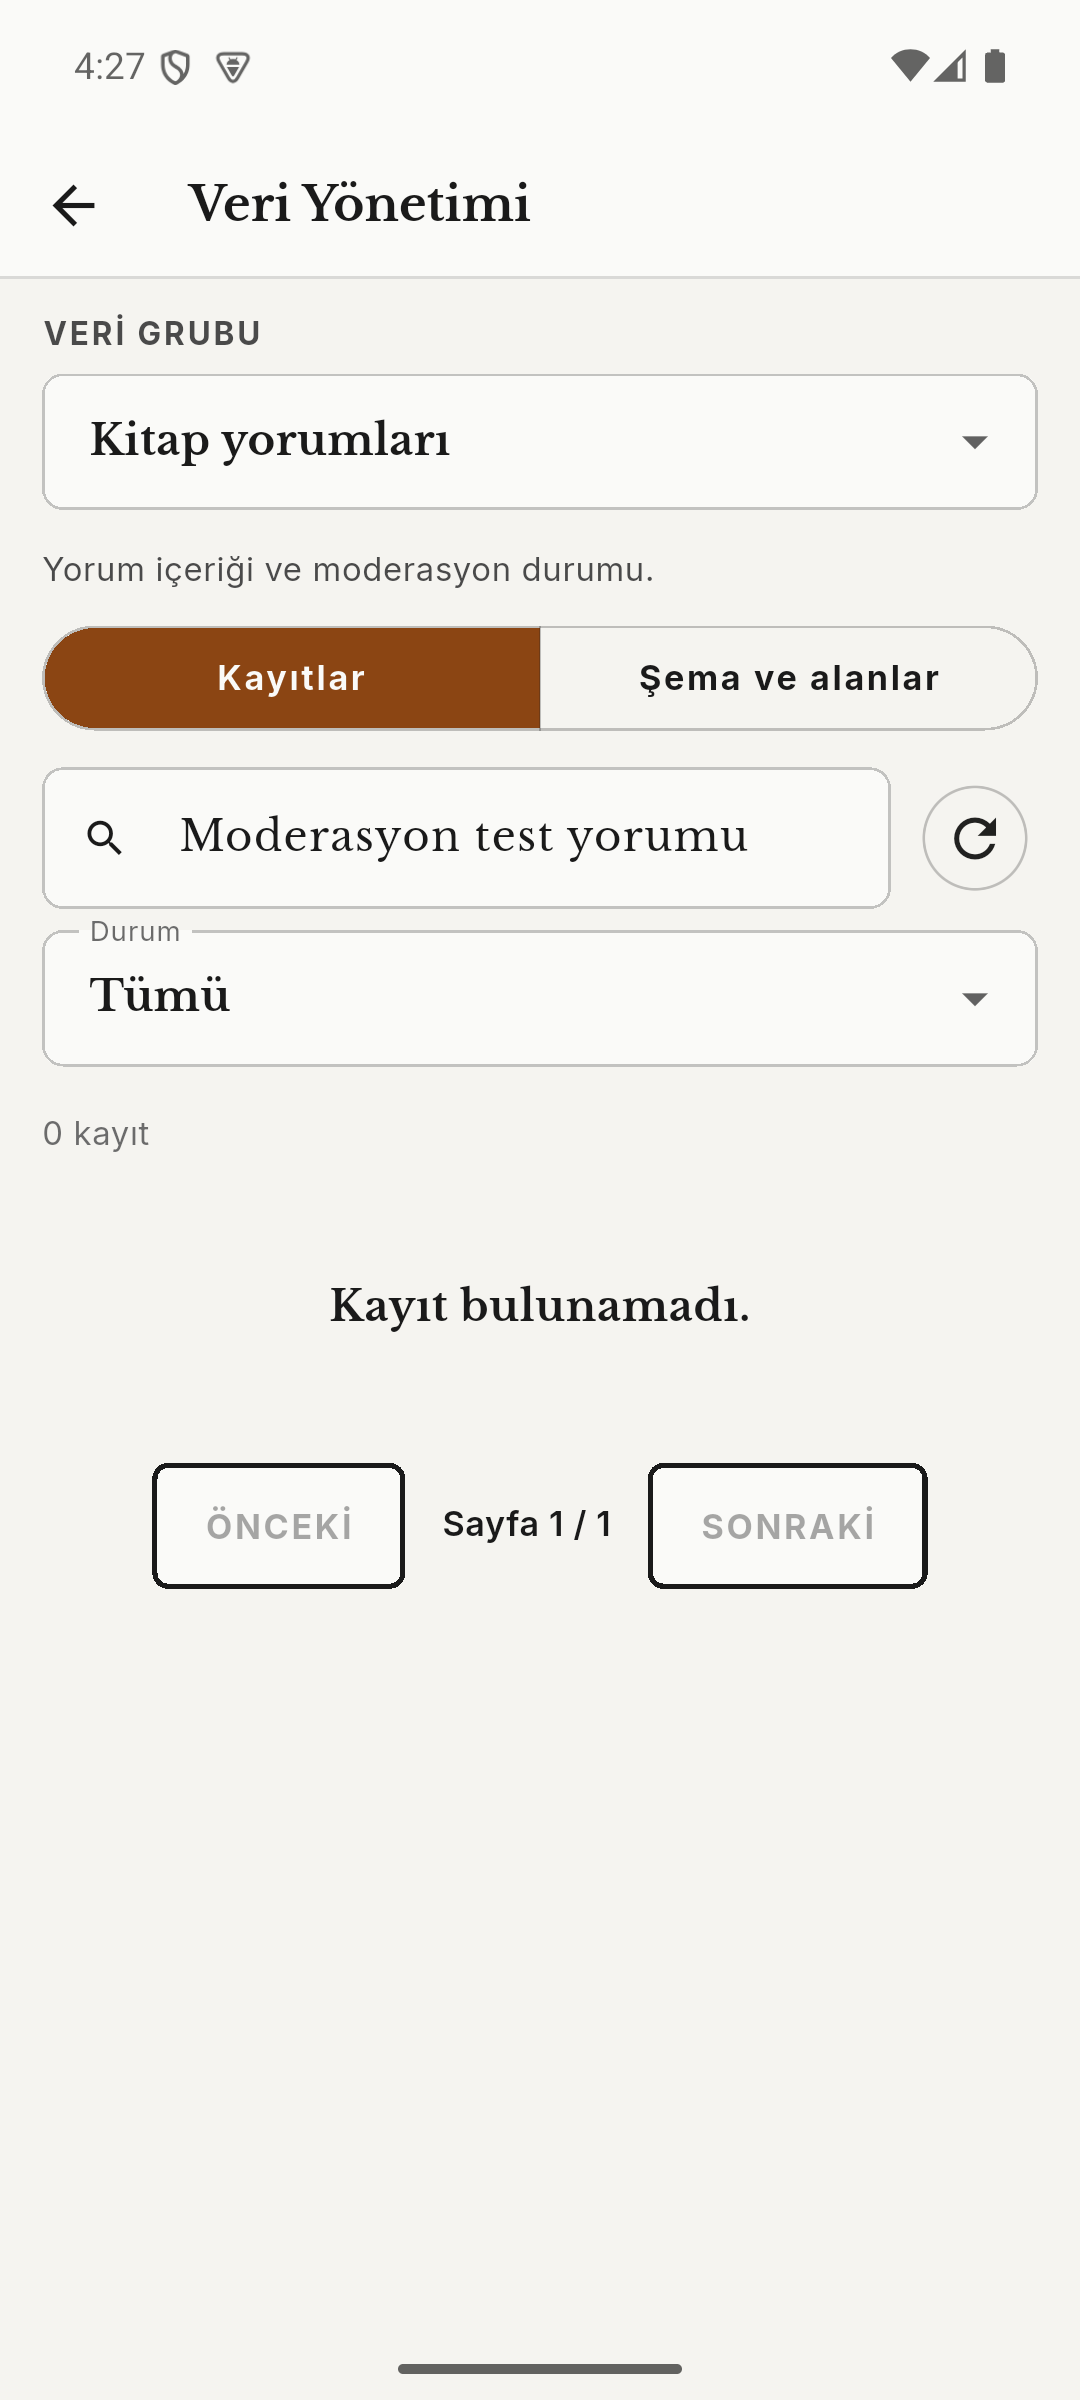 4:27
Veri Yönetimi
VERİ GRUBU
Kitap yorumları
Yorum içeriği ve moderasyon durumu.
Kayıtlar
Şema ve alanlar
Moderasyon test yorumu
Durum
Tümü
0 kayıt
Kayıt bulunamadı.
ÖNCEKİ
Sayfa 1 / 1
SONRAKİ